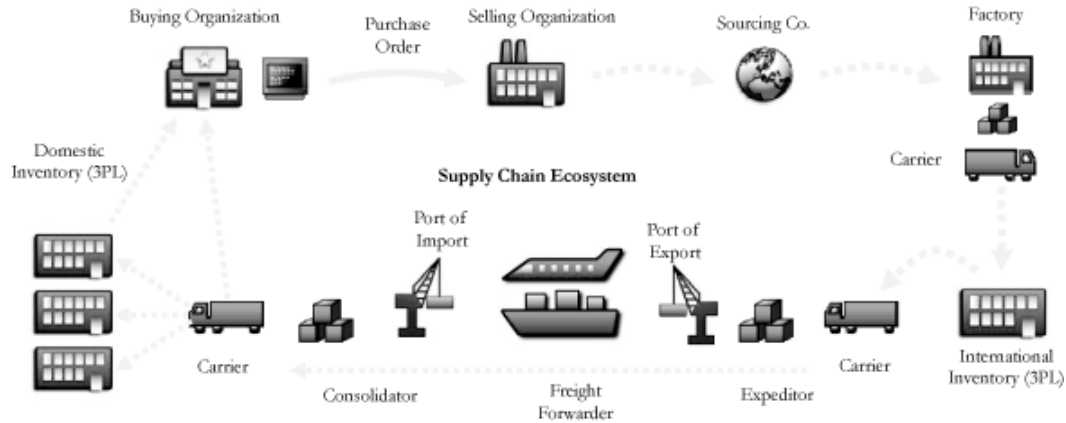 Buying Organization
Purchase
Order
Selling Organization
Sourcing Co.
Factory
Domestic
Inventory (3PL)
Carrier
Supply Chain Ecosystem
Port of
Import
Port of
Export
Carrier
Consolidator
Freight
Forwarder
Expeditor
Carrier
International
Inventory (3PL)